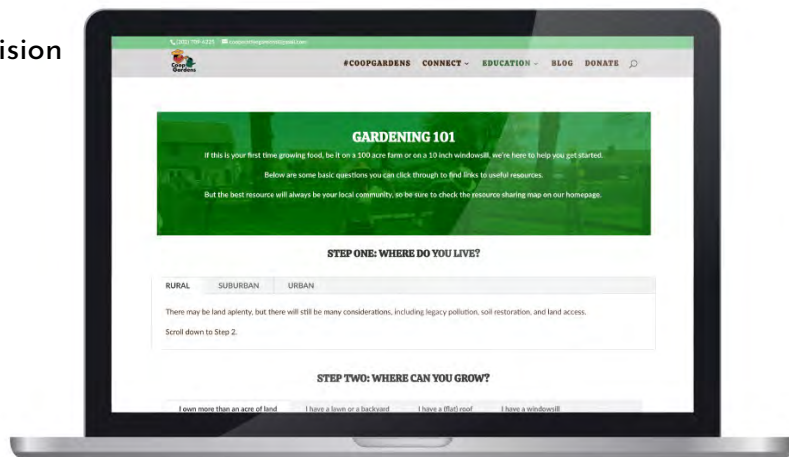 ision
Coop
Gardens
#COOPGARDENS CONNECT EDUCATION BLOG DONATE
GARDENING 101
If this is your first time growing food, be it on a 100 acre farm or on a 10 inch windowsill, we're here to help you get started.
Below are some basic questions you can click through to find links to useful resources.
But the best resource will always be your local community, so be sure to check the resource sharing map on our homepage.
STEP ONE: WHERE DO YOU LIVE?
RURAL SUBURBAN URBAN
There may be land aplenty, but there will still be many considerations, including legacy pollution, soil restoration, and land access.
Scroll down to Step 2.
STEP TWO: WHERE CAN YOU GROW?
I own more than an acre of land I have a lawn or a backyard I have a (flat) roof I have a windowsill